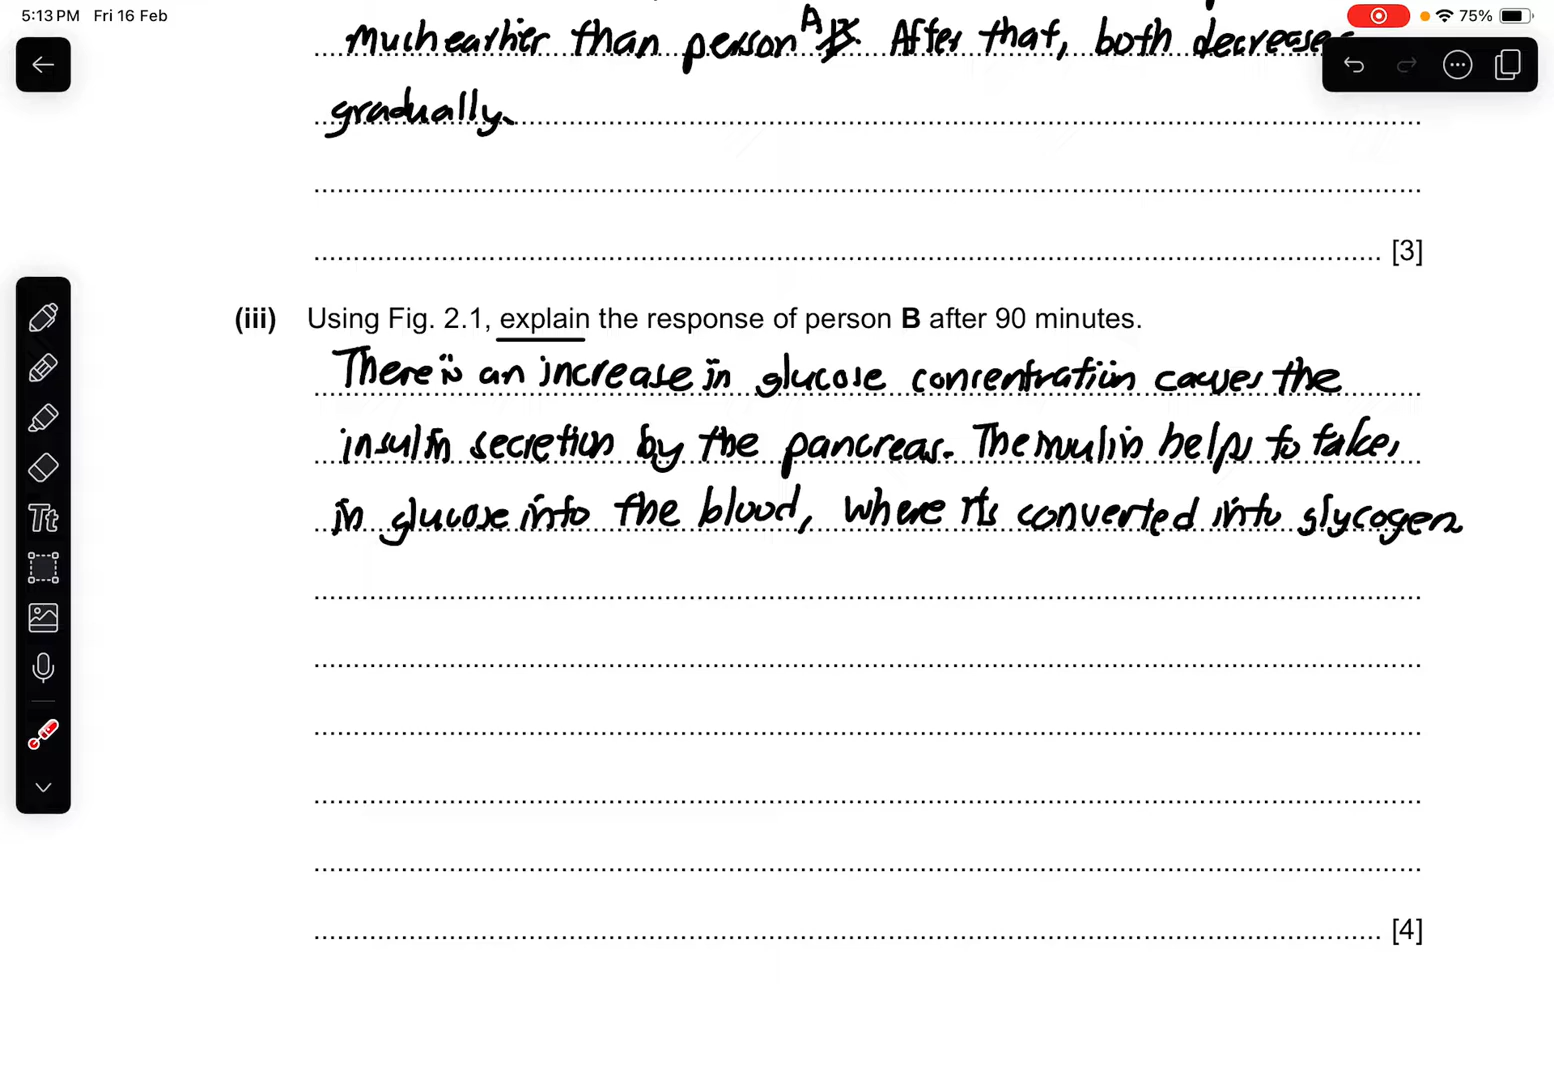 5:13 PM Fri 16 Feb
75%
much earlier than person A B. After that, both decreases
gradually.
[3]
(iii) Using Fig. 2.1, explain the response of person B after 90 minutes.
There is an increase in glucose concentration causes the
insulin secretion by the pancreas. The insulin helps to take
in glucose into the blood, where its converted into glycogen
[4]
Tt